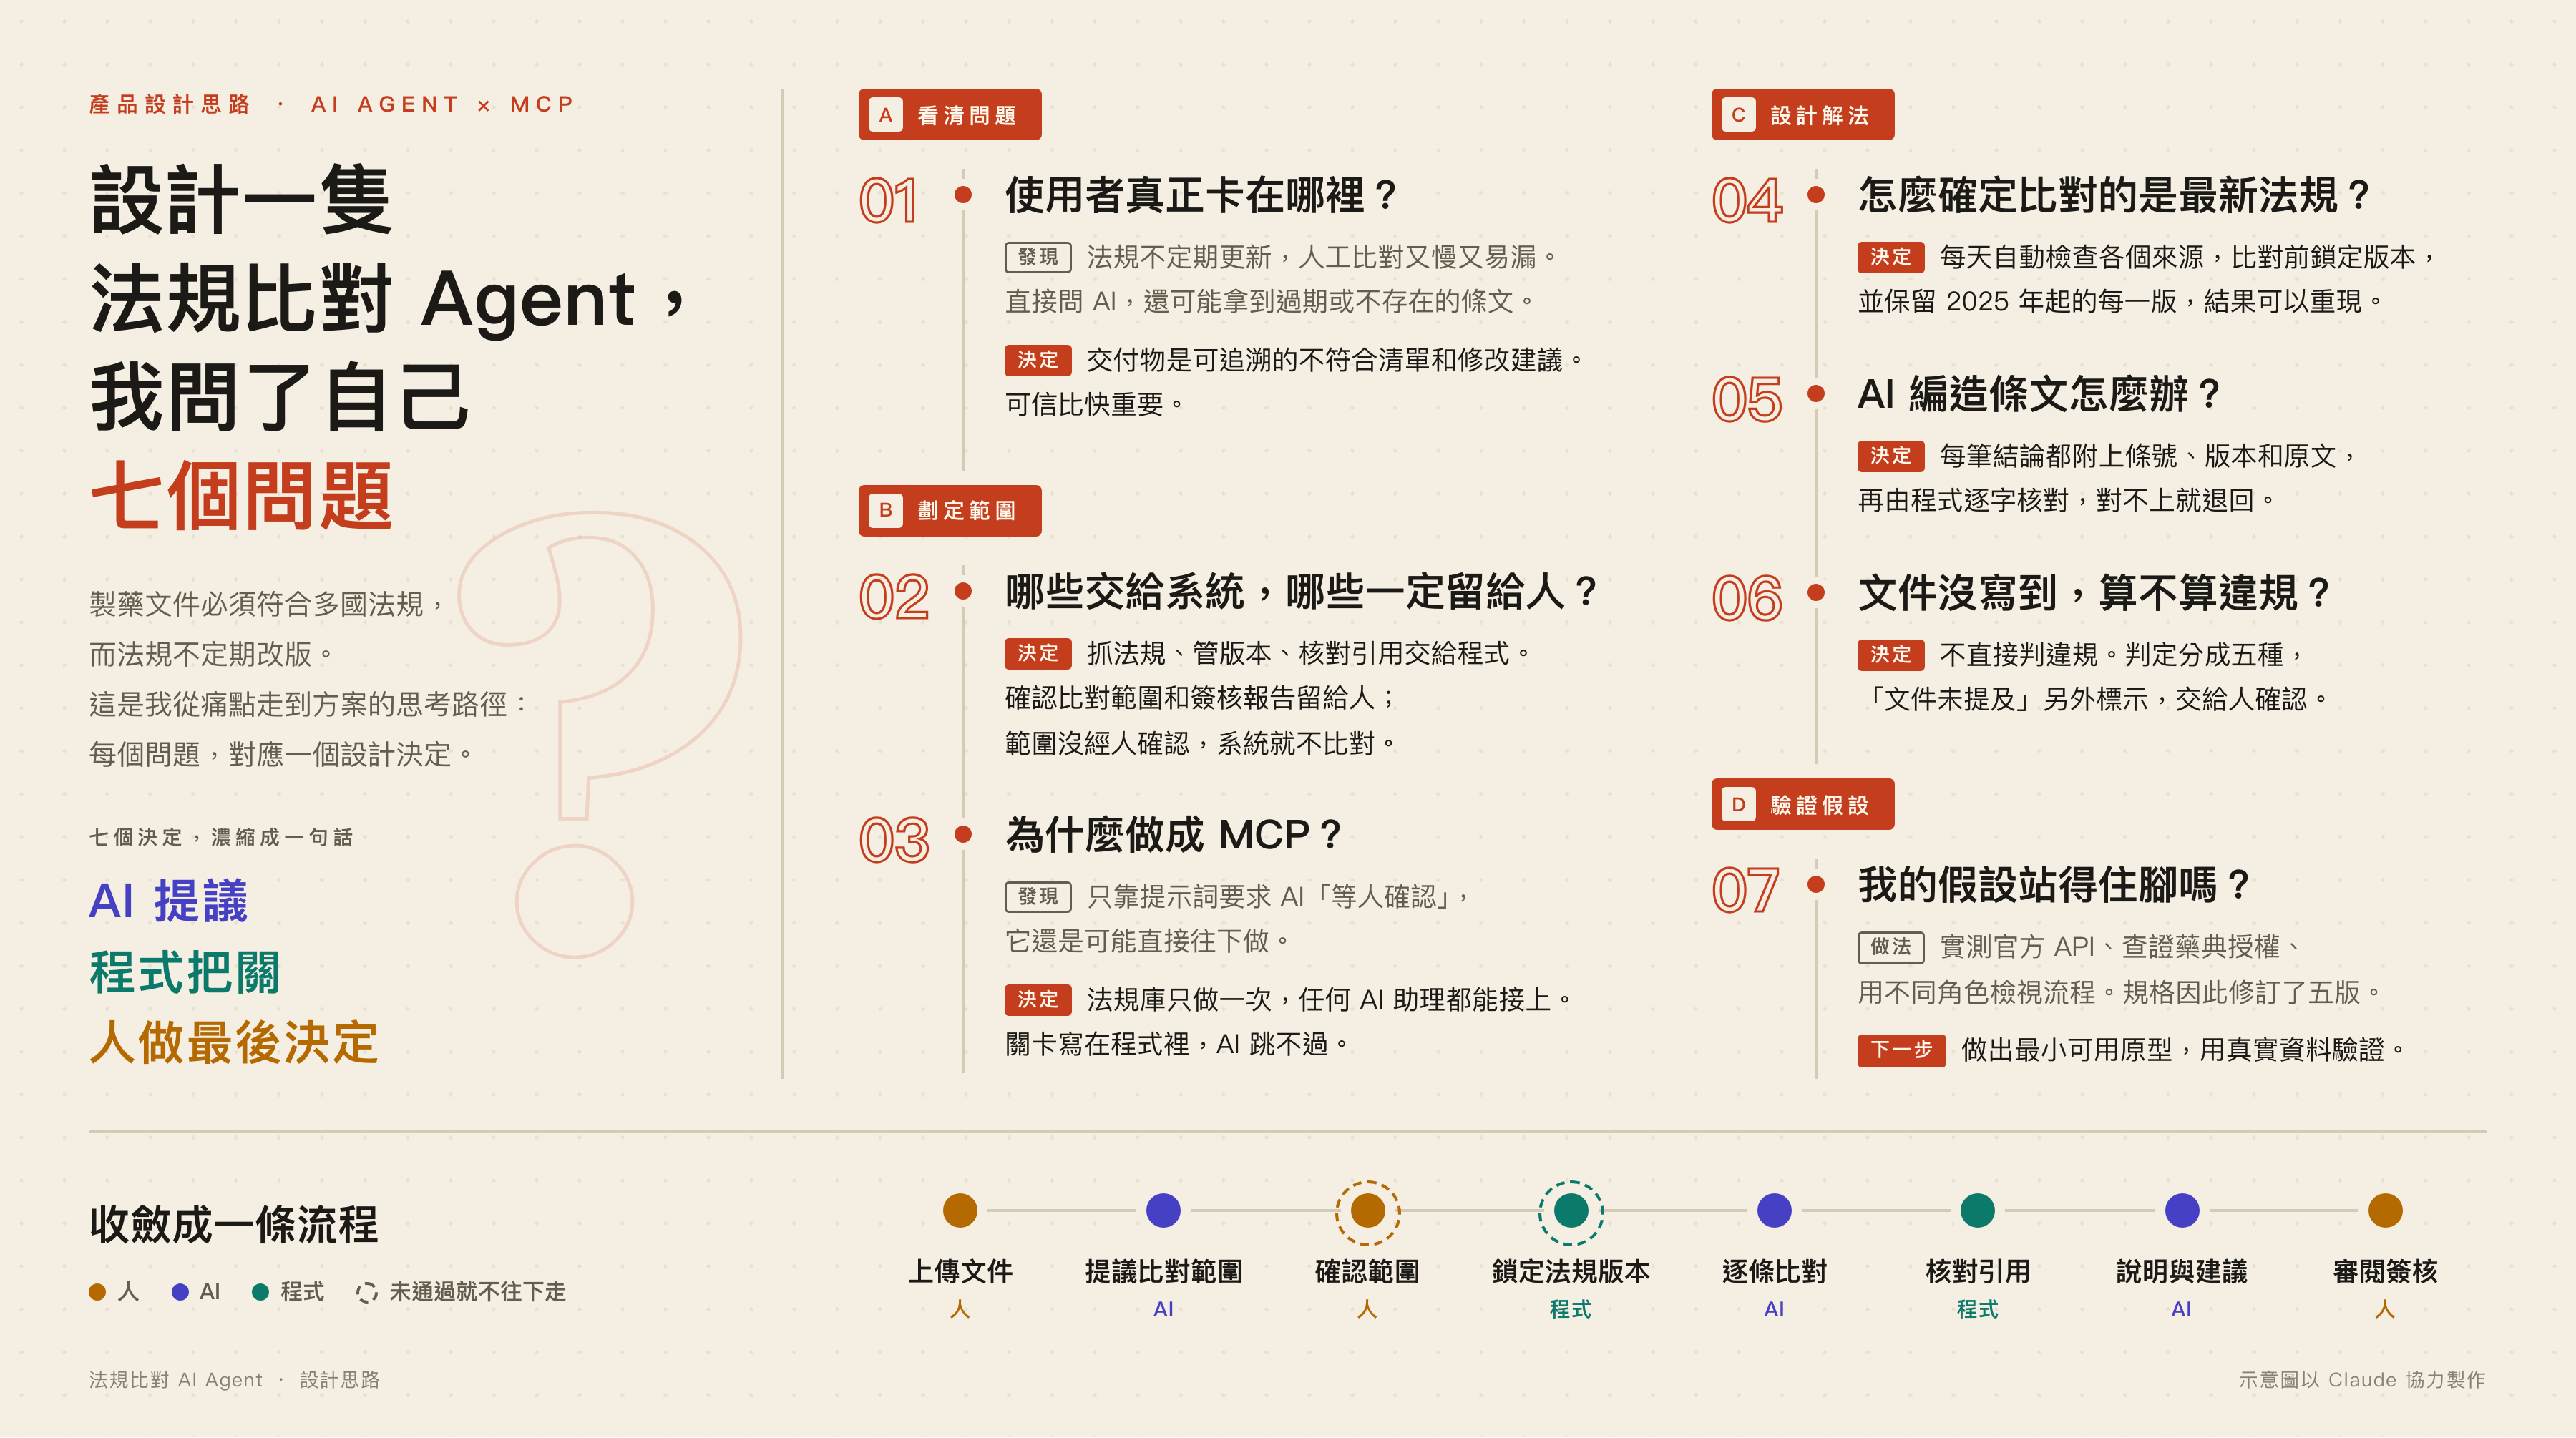 產品設計思路 · AI AGENT × MCP
設計一隻
法規比對 Agent，
我問了自己
七個問題
製藥文件必須符合多國法規，
而法規不定期改版。
這是我從痛點走到方案的思考路徑：
每個問題，對應一個設計決定。
七個決定，濃縮成一句話
AI 提議
程式把關
人做最後決定
?
A 看清問題
01 使用者真正卡在哪裡？
發現 法規不定期更新，人工比對又慢又易漏。
直接問 AI，還可能拿到過期或不存在的條文。
決定 交付物是可追溯的不符合清單和修改建議。
可信比快重要。
B 劃定範圍
02 哪些交給系統，哪些一定留給人？
決定 抓法規、管版本、核對引用交給程式。
確認比對範圍和簽核報告留給人；
範圍沒經人確認，系統就不比對。
03 為什麼做成 MCP？
發現 只靠提示詞要求 AI「等人確認」，
它還是可能直接往下做。
決定 法規庫只做一次，任何 AI 助理都能接上。
關卡寫在程式裡，AI 跳不過。
C 設計解法
04 怎麼確定比對的是最新法規？
決定 每天自動檢查各個來源，比對前鎖定版本，
並保留 2025 年起的每一版，結果可以重現。
05 AI 編造條文怎麼辦？
決定 每筆結論都附上條號、版本和原文，
再由程式逐字核對，對不上就退回。
06 文件沒寫到，算不算違規？
決定 不直接判違規。判定分成五種，
「文件未提及」另外標示，交給人確認。
D 驗證假設
07 我的假設站得住腳嗎？
做法 實測官方 API、查證藥典授權、
用不同角色檢視流程。規格因此修訂了五版。
下一步 做出最小可用原型，用真實資料驗證。
收斂成一條流程
人 AI 程式 未通過就不往下走
上傳文件 提議比對範圍 確認範圍 鎖定法規版本 逐條比對 核對引用 說明與建議 審閱簽核
人 AI 人 程式 AI 程式 AI 人
法規比對 AI Agent · 設計思路
示意圖以 Claude 協力製作